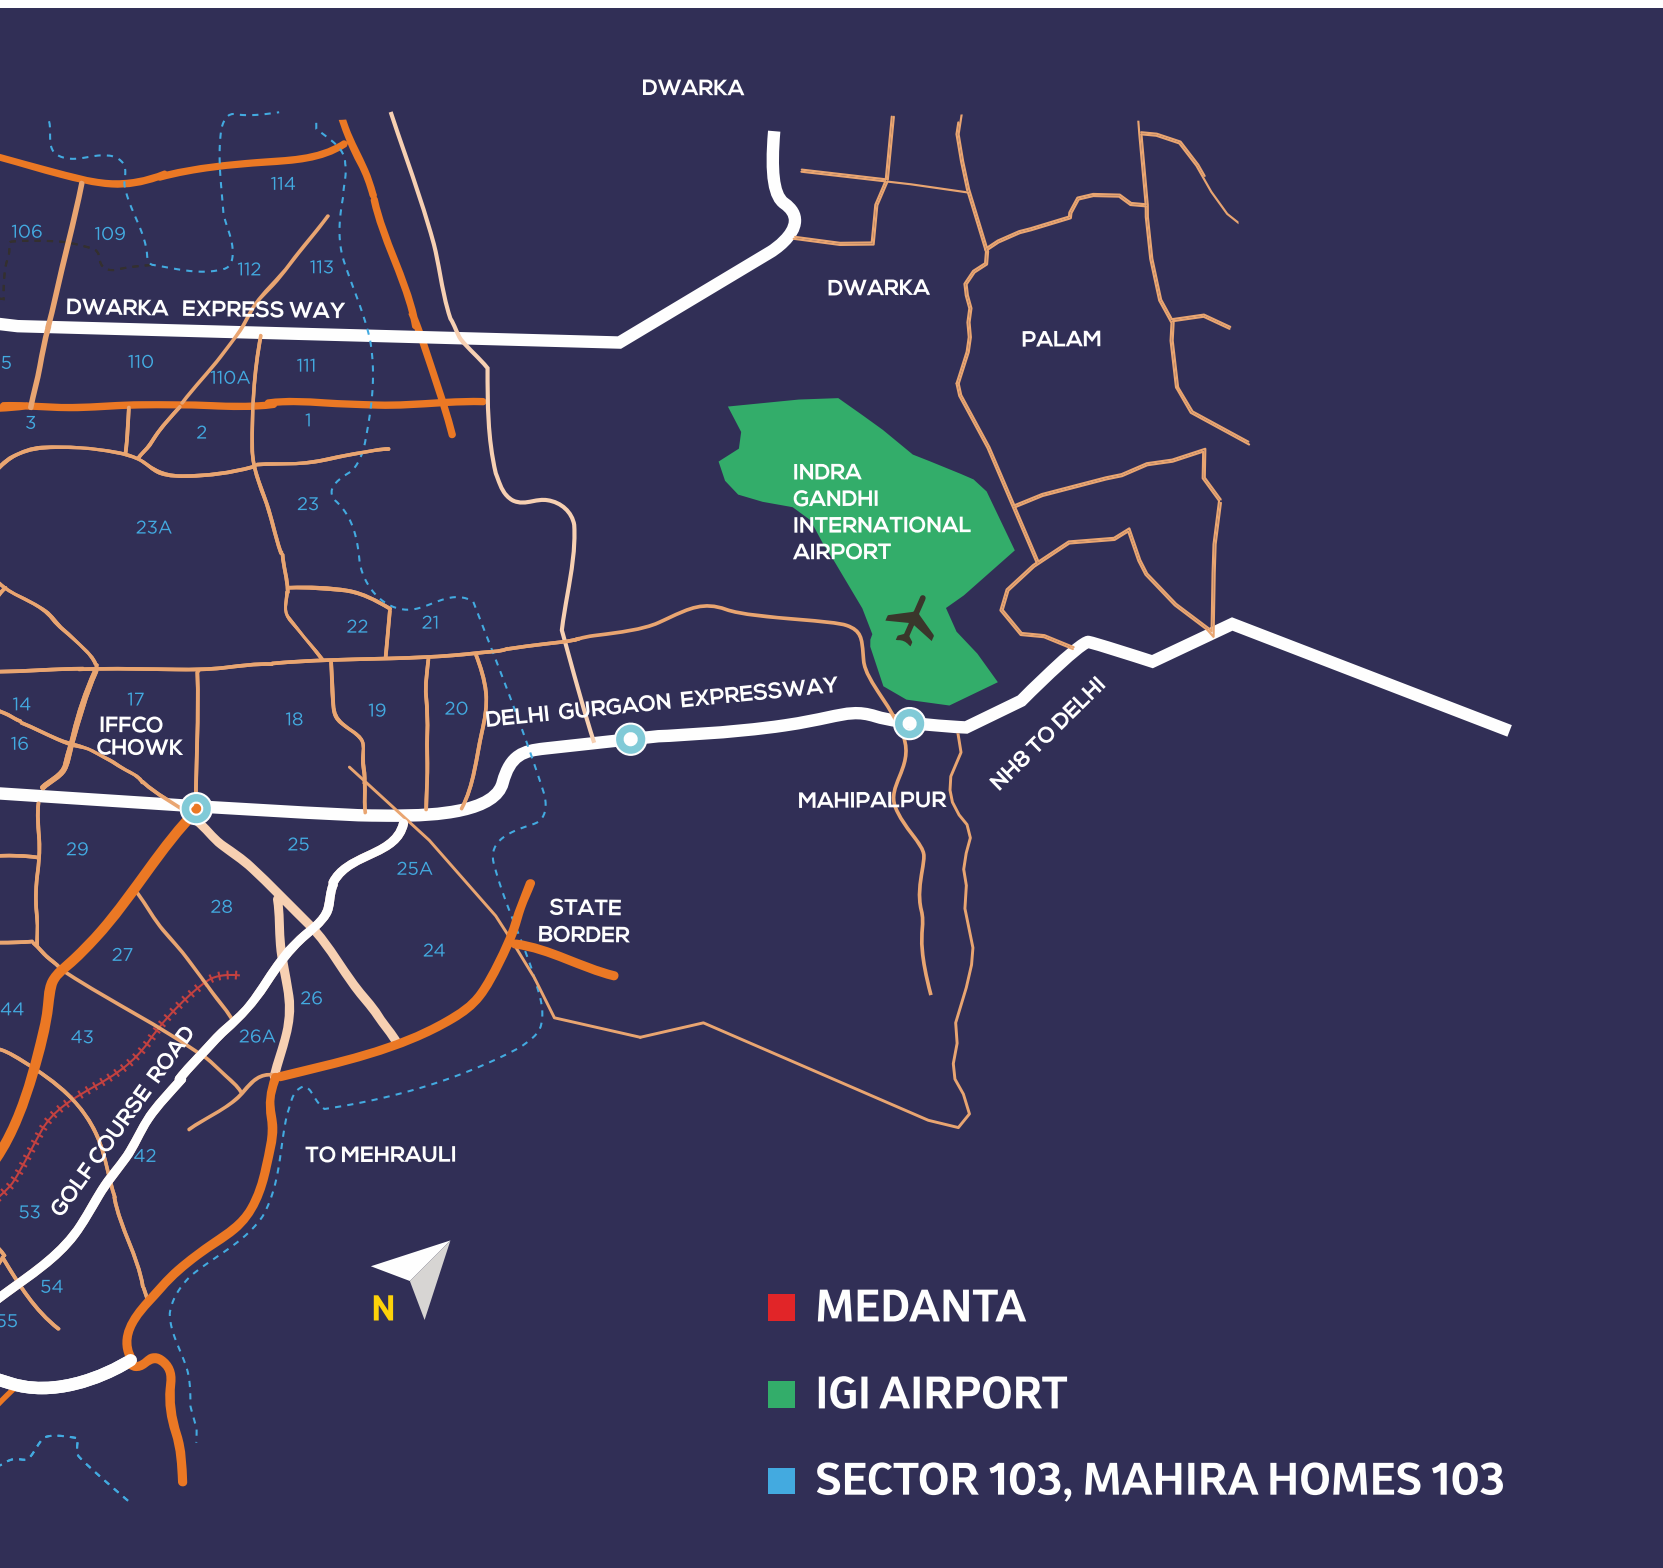 DWARKA
114
106
109
112
113
DWARKA EXPRESS WAY
DWARKA
PALAM
5
110
110A
111
3
2
1
INDRA
GANDHI
INTERNATIONAL
AIRPORT
23
23A
22
21
14
17
18
19
20
16
IFFCO
CHOWK
DELHI GURGAON EXPRESSWAY
NH8 TO DELHI
MAHIPALPUR
29
25
25A
28
STATE
BORDER
27
24
44
43
26
26A
GOLF COURSE ROAD
42
TO MEHRAULI
53
54
55
N
MEDANTA
IGI AIRPORT
SECTOR 103, MAHIRA HOMES 103